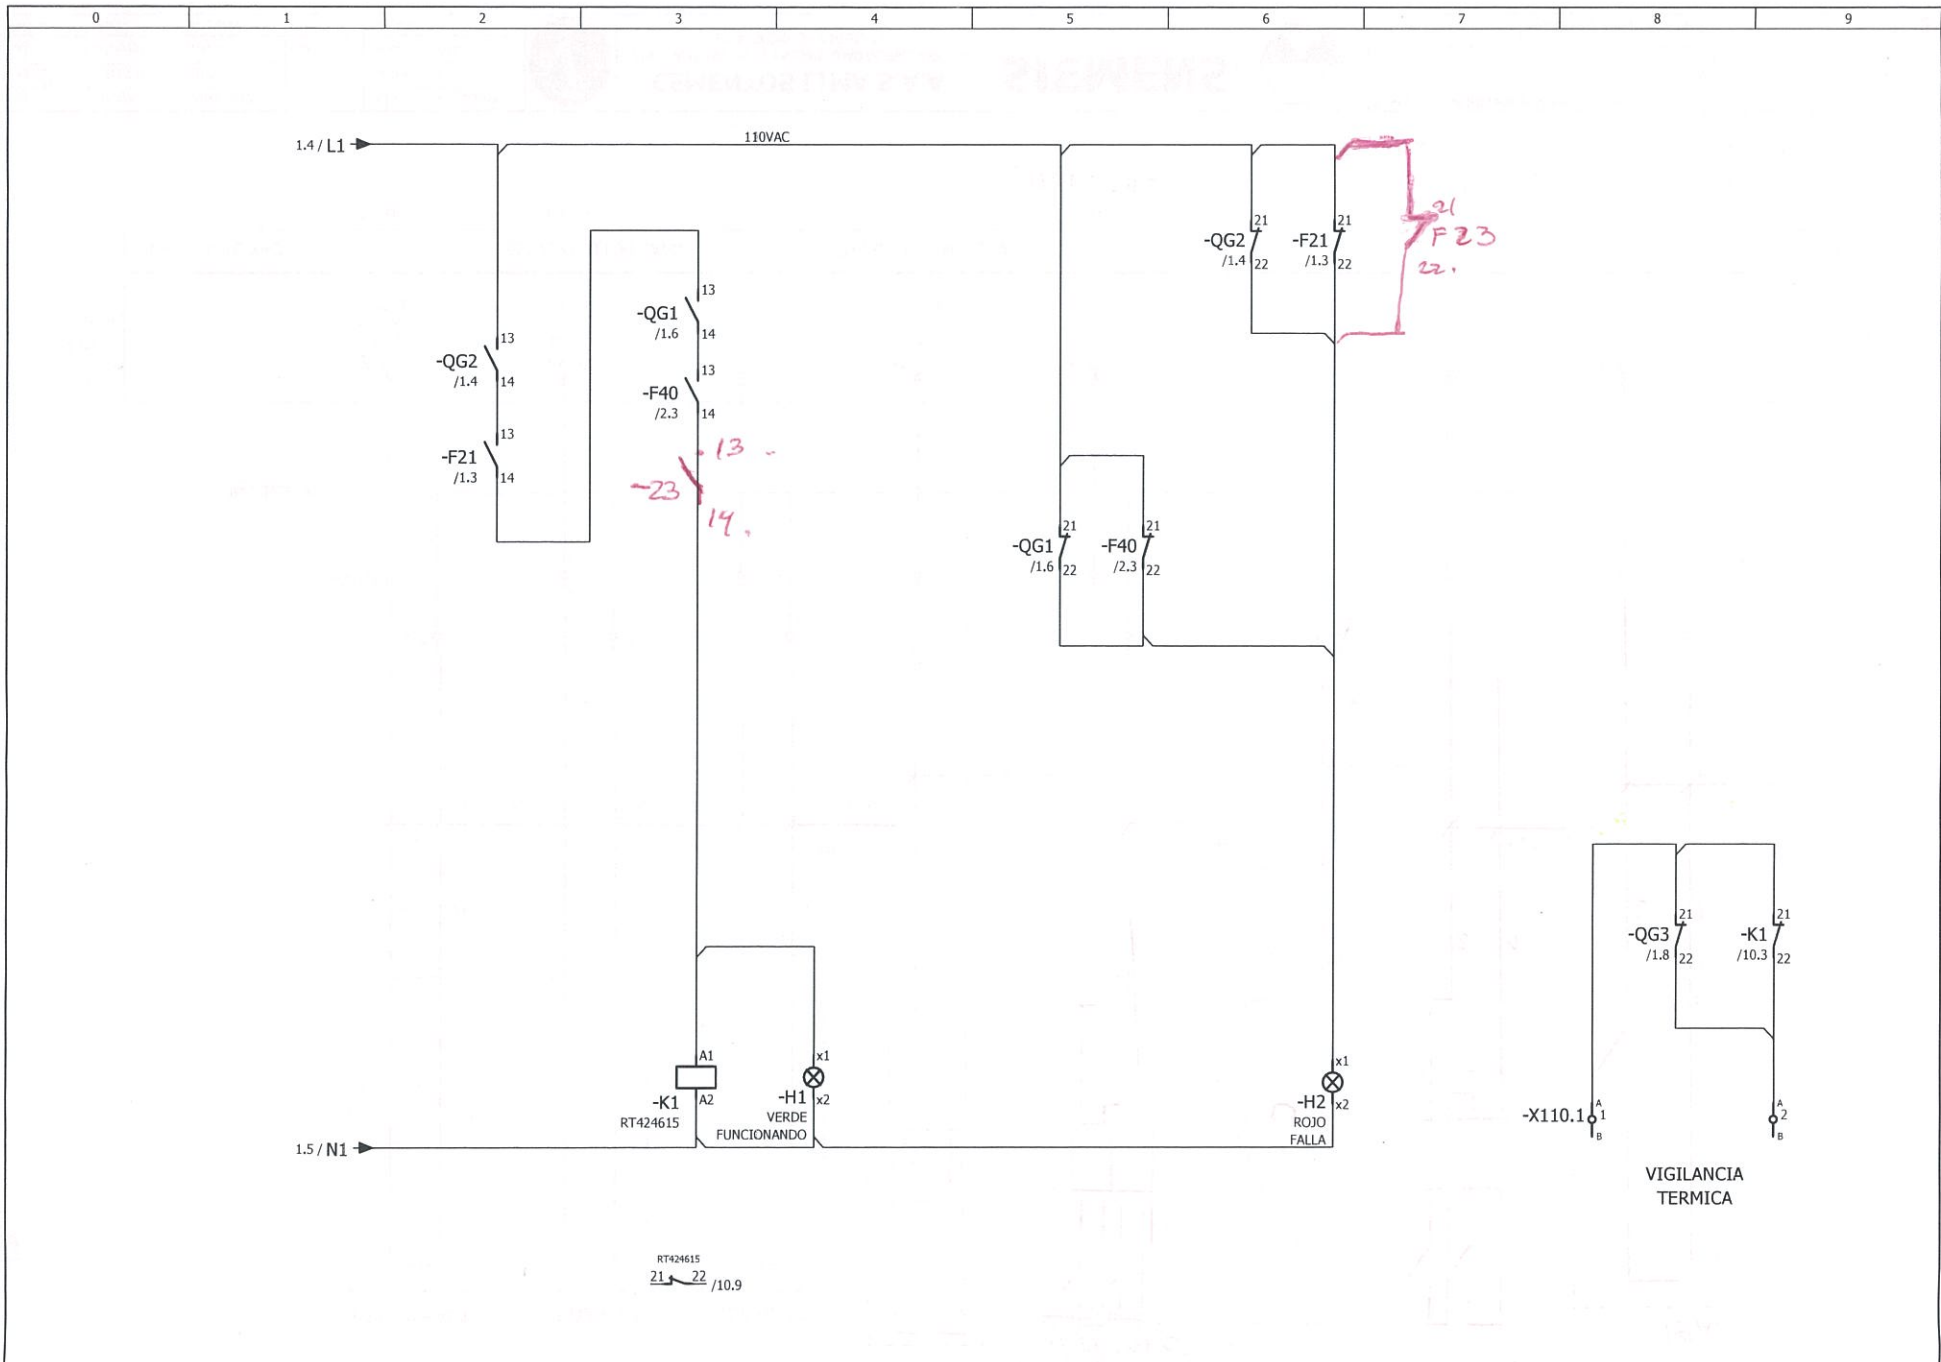 0 1 2 3 4 5 6 7 8 9
1.4 / L1
110VAC
-QG2
/1.4
13
14
-F21
/1.3
13
14
-QG1
/1.6
13
14
-F40
/2.3
13
14
-23
13
14.
-QG1
/1.6
21
22
-F40
/2.3
21
22
-QG2
/1.4
21
22
-F21
/1.3
21
22
21
F23
22.
-K1
RT424615
A1
A2
-H1
VERDE
FUNCIONANDO
x1
x2
-H2
ROJO
FALLA
x1
x2
-QG3
/1.8
21
22
-K1
/10.3
21
22
-X110.1
A
1
B
A
2
B
VIGILANCIA
TERMICA
1.5 / N1
RT424615
21 22 /10.9